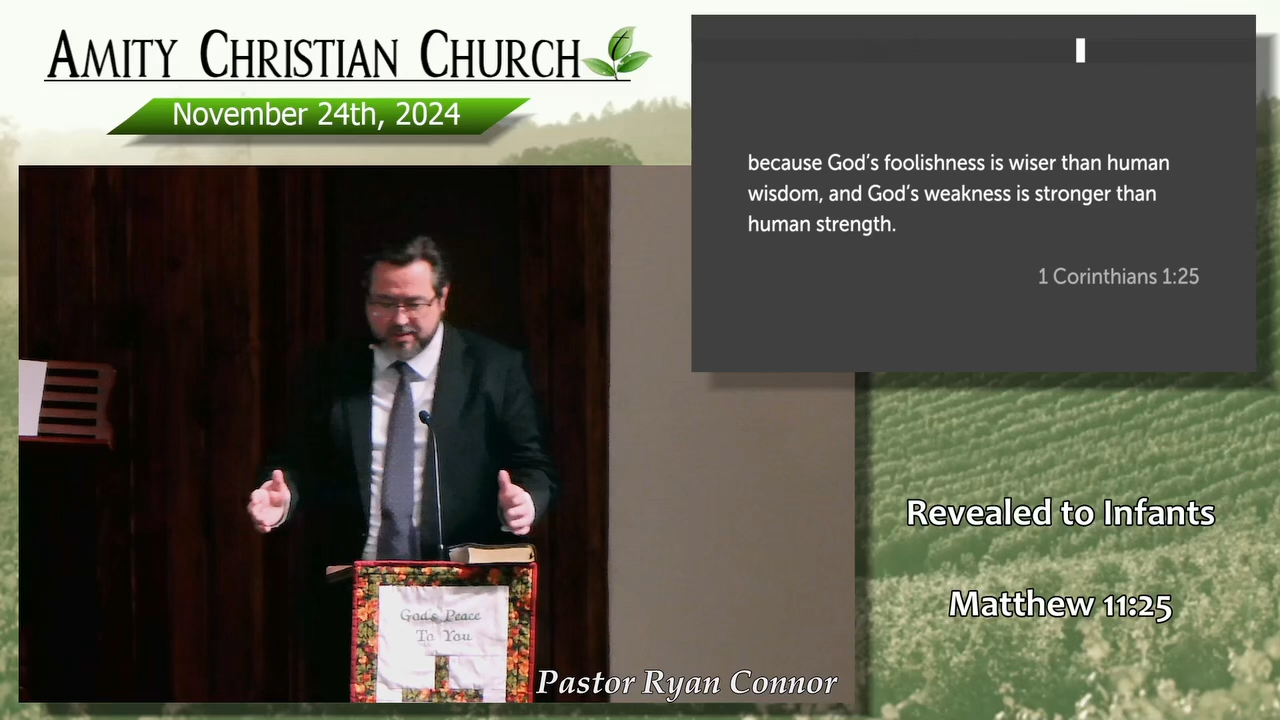 AMITY CHRISTIAN CHURCH
November 24th, 2024
because God's foolishness is wiser than human
wisdom, and God's weakness is stronger than
human strength.
1 Corinthians 1:25
Revealed to Infants
Matthew 11:25
God's Peace
To You
Pastor Ryan Connor